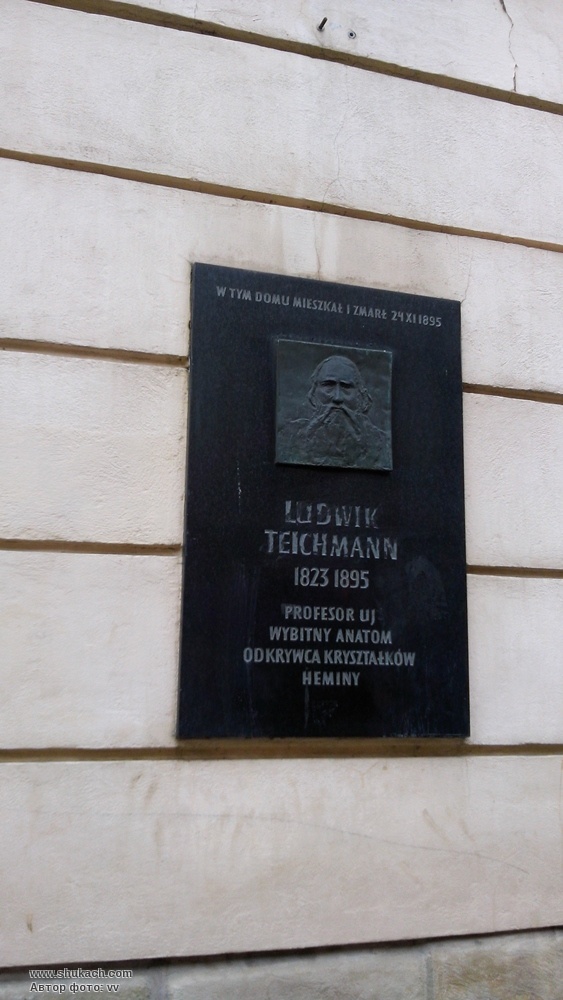 W TYM DOMU MIESZKAŁ I ZMARŁ 24 XI 1895
LUDWIK
TEICHMANN
1823 1895
PROFESOR UJ
WYBITNY ANATOM
ODKRYWCA KRYSZTAŁKÓW
HEMINY
www.shukach.com
Автор фото: vv